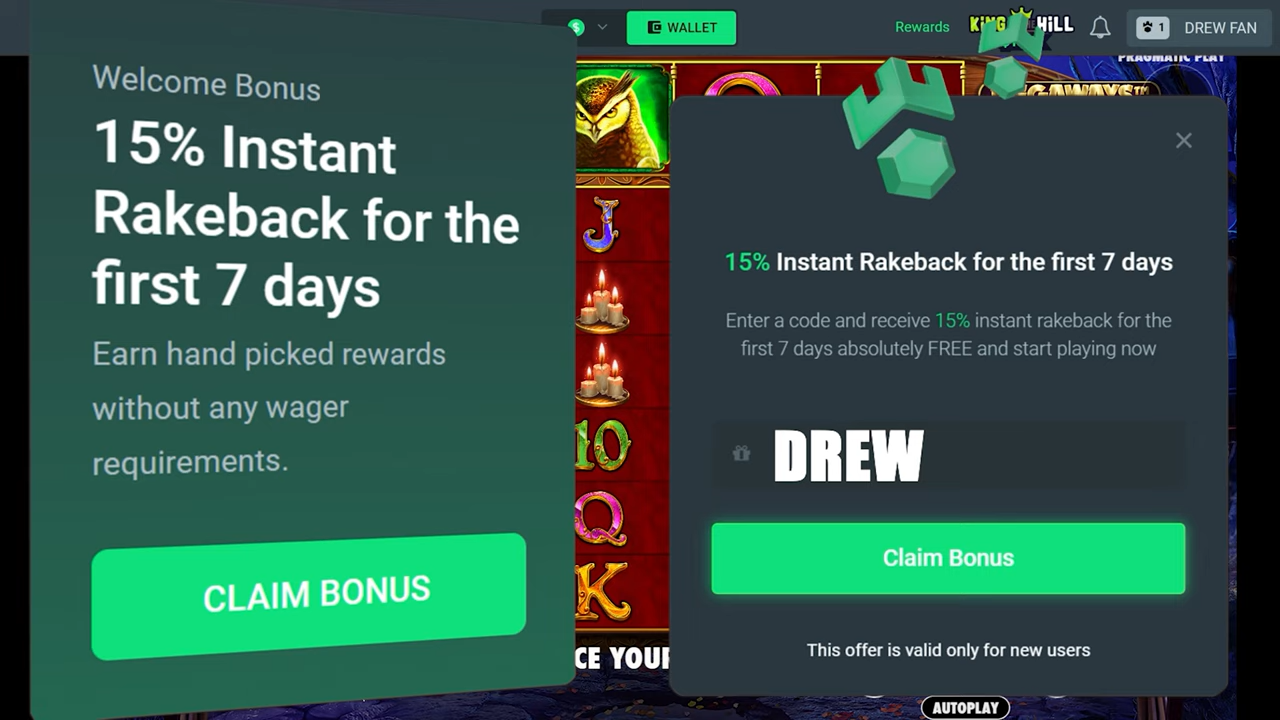 Welcome Bonus
15% Instant
Rakeback for the
first 7 days
Earn hand picked rewards
without any wager
requirements.
CLAIM BONUS
$
WALLET
Rewards
KING HILL
1
DREW FAN
PRAGMATIC PLAY
MEGAWAYS™
15% Instant Rakeback for the first 7 days
Enter a code and receive 15% instant rakeback for the
first 7 days absolutely FREE and start playing now
DREW
Claim Bonus
This offer is valid only for new users
J
10
Q
K
AUTOPLAY